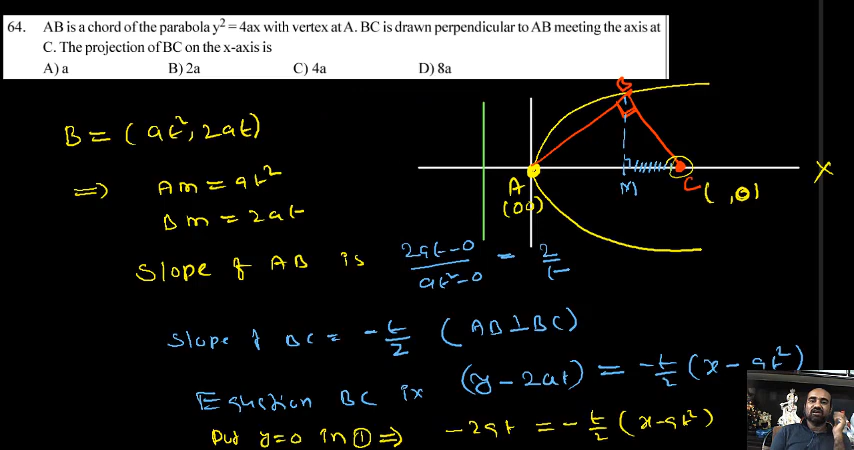 64. AB is a chord of the parabola y² = 4ax with vertex at A. BC is drawn perpendicular to AB meeting the axis at
C. The projection of BC on the x-axis is
A) a B) 2a C) 4a D) 8a
B
B = (at², 2at)
X
A
M
C ( , 0)
(0 0)
=> AM = at²
BM = 2at
Slope of AB is (2at-0)/(at²-0) = 2/t
Slope of BC = -t/2 (AB⊥BC)
Equation BC is (y - 2at) = -t/2 (x - at²)
Put y=0 in ① => -2at = -t/2 (x-at²)